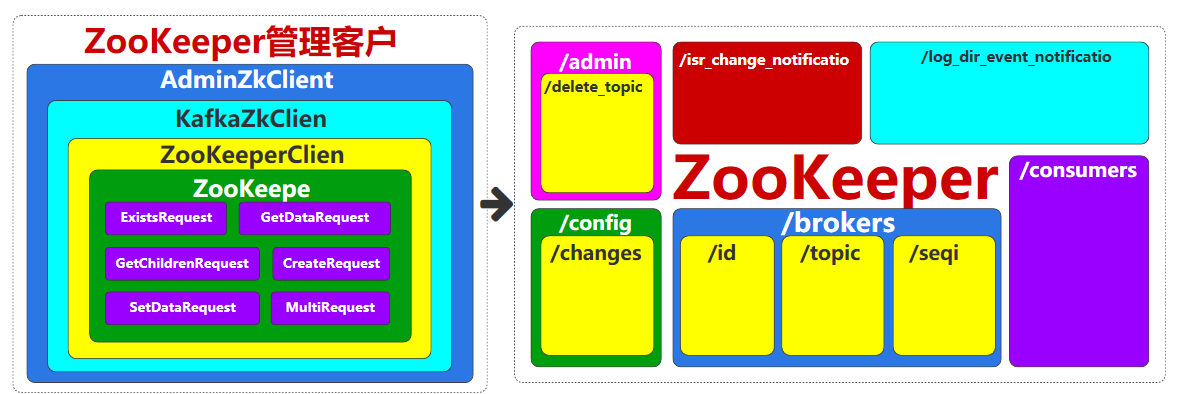 ZooKeeper管理客户
AdminZkClient
KafkaZkClien
ZooKeeperClien
ZooKeepe
ExistsRequest
GetDataRequest
GetChildrenRequest
CreateRequest
SetDataRequest
MultiRequest
/admin
/delete_topic
/isr_change_notificatio
/log_dir_event_notificatio
ZooKeeper
/consumers
/config
/changes
/brokers
/id
/topic
/seqi